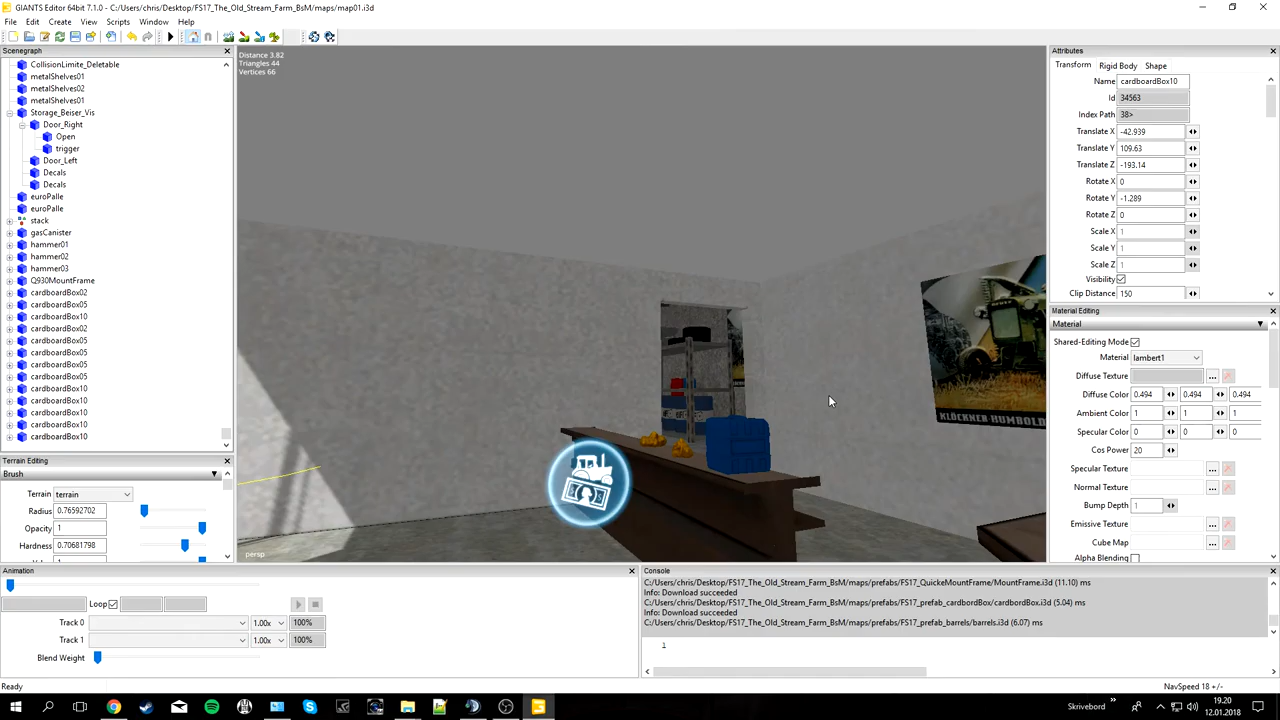 GIANTS Editor 64bit 7.1.0 - C:/Users/chris/Desktop/FS17_The_Old_Stream_Farm_BsM/maps/map01.i3d
File Edit Create View Scripts Window Help
Scenegraph
CollisionLimite_Deletable
metalShelves01
metalShelves02
metalShelves01
Storage_Beiser_Vis
Door_Right
Open
trigger
Door_Left
Decals
Decals
euroPalle
euroPalle
stack
gasCanister
hammer01
hammer02
hammer03
Q930MountFrame
cardboardBox02
cardboardBox05
cardboardBox10
cardboardBox02
cardboardBox05
cardboardBox05
cardboardBox05
cardboardBox05
cardboardBox10
cardboardBox10
cardboardBox10
cardboardBox10
cardboardBox10
Terrain Editing
Brush
Terrain terrain
Radius 0.76592702
Opacity 1
Hardness 0.70681798
Distance 3.82
Triangles 44
Vertices 66
KLÖCKNER-HUMBOLD
persp
Attributes
Transform Rigid Body Shape
Name cardboardBox10
Id 34563
Index Path 38>
Translate X -42.939
Translate Y 109.63
Translate Z -193.14
Rotate X 0
Rotate Y -1.289
Rotate Z 0
Scale X 1
Scale Y 1
Scale Z 1
Visibility
Clip Distance 150
Material Editing
Material
Shared-Editing Mode
Material lambert1
Diffuse Texture ...
Diffuse Color 0.494 0.494 0.494
Ambient Color 1 1 1
Specular Color 0 0 0
Cos Power 20
Specular Texture ...
Normal Texture ...
Bump Depth 1
Emissive Texture ...
Cube Map ...
Alpha Blending
Animation
Loop
Track 0 1.00x 100%
Track 1 1.00x 100%
Blend Weight
Console
C:/Users/chris/Desktop/FS17_The_Old_Stream_Farm_BsM/maps/prefabs/FS17_QuickeMountFrame/MountFrame.i3d (11.10) ms
Info: Download succeeded
C:/Users/chris/Desktop/FS17_The_Old_Stream_Farm_BsM/maps/prefabs/FS17_prefab_cardbordBox/cardborBox.i3d (5.04) ms
Info: Download succeeded
C:/Users/chris/Desktop/FS17_The_Old_Stream_Farm_BsM/maps/prefabs/FS17_prefab_barrels/barrels.i3d (6.07) ms
1
Ready
NavSpeed 18 +/-
Skrivebord
19.20
12.01.2018